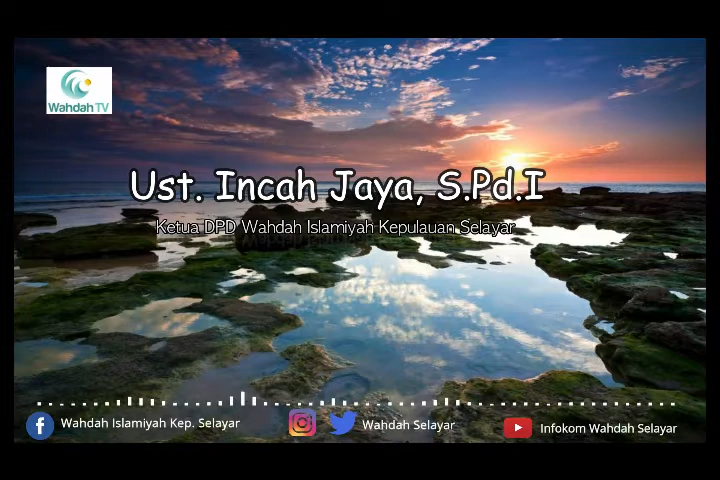 Wahdah TV
Ust. Incah Jaya, S.Pd.I
Ketua DPD Wahdah Islamiyah Kepulauan Selayar
Wahdah Islamiyah Kep. Selayar
Wahdah Selayar
Infokom Wahdah Selayar